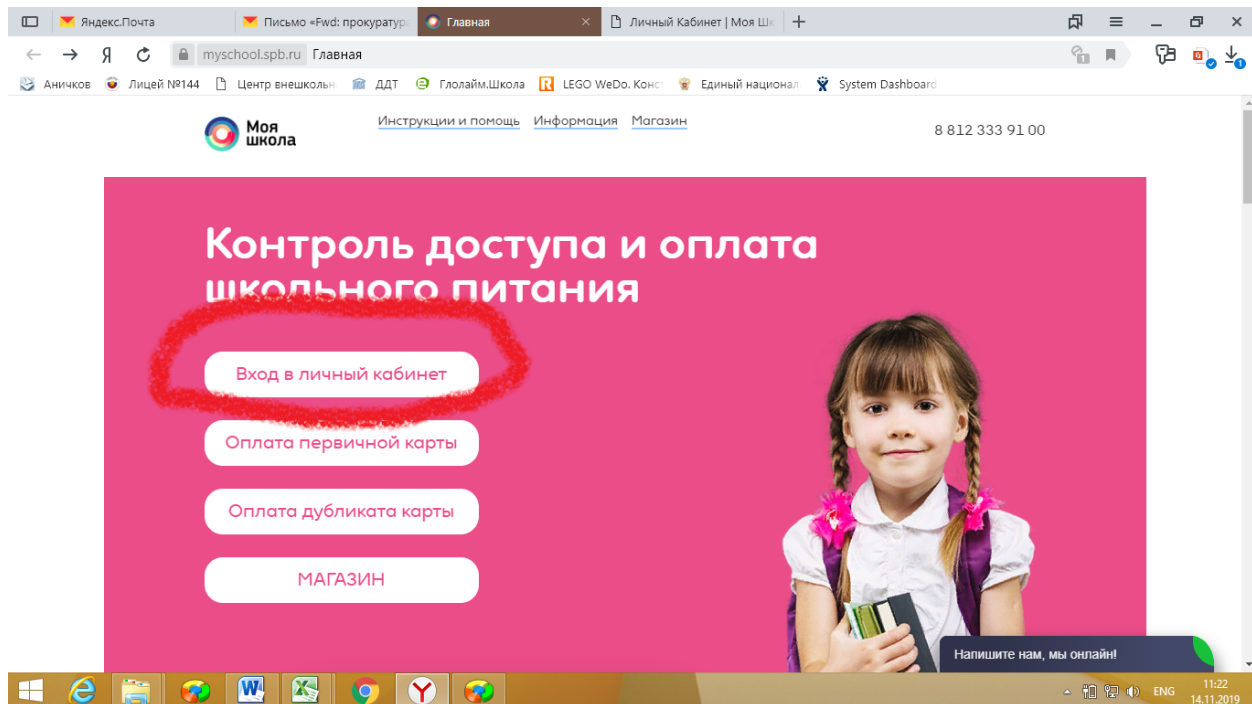 Яндекс.Почта
Письмо «Fwd: прокуратура
Главная
Личный Кабинет | Моя Шк
myschool.spb.ru Главная
Аничков
Лицей №144
Центр внешкольн
ДДТ
Глолайм.Школа
LEGO WeDo. Конст
Единый национал
System Dashboard
Моя
школа
Инструкции и помощь
Информация
Магазин
8 812 333 91 00
Контроль доступа и оплата
школьного питания
Вход в личный кабинет
Оплата первичной карты
Оплата дубликата карты
МАГАЗИН
Напишите нам, мы онлайн!
ENG
11:22
14.11.2019